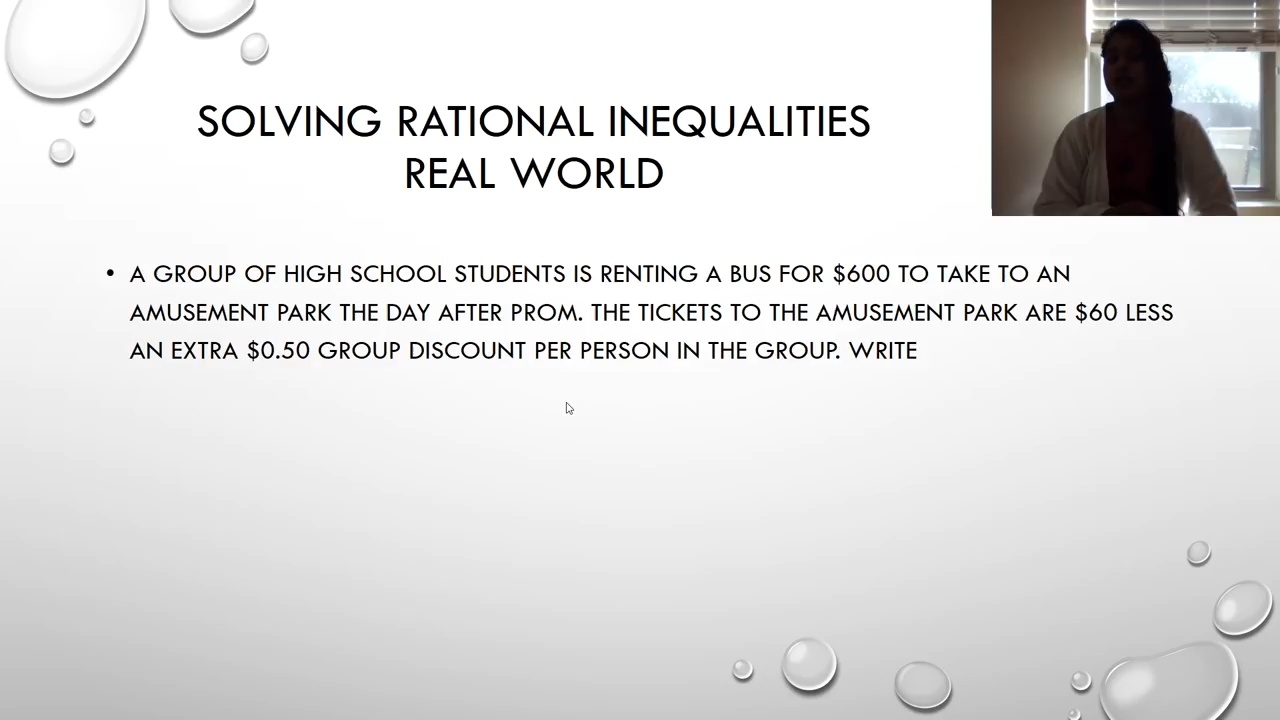 SOLVING RATIONAL INEQUALITIES
REAL WORLD
• A GROUP OF HIGH SCHOOL STUDENTS IS RENTING A BUS FOR $600 TO TAKE TO AN
AMUSEMENT PARK THE DAY AFTER PROM. THE TICKETS TO THE AMUSEMENT PARK ARE $60 LESS
AN EXTRA $0.50 GROUP DISCOUNT PER PERSON IN THE GROUP. WRITE